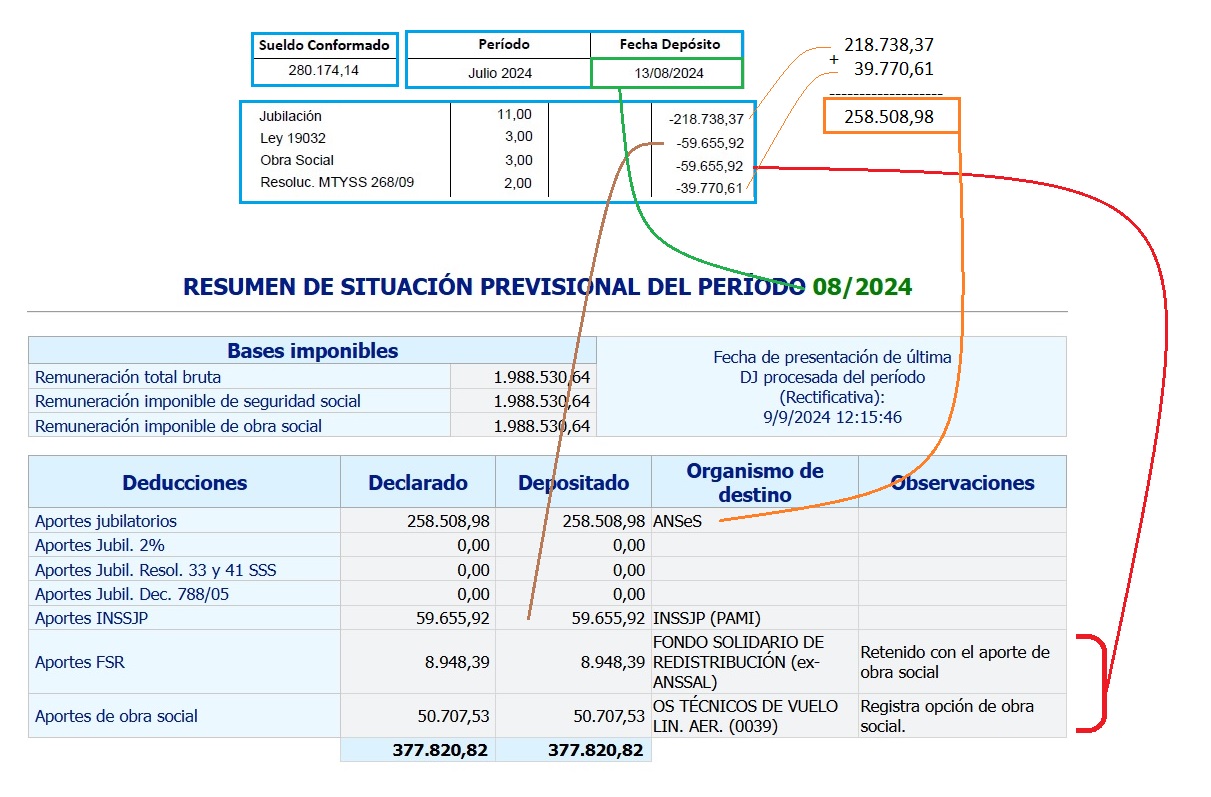 Sueldo Conformado Período Fecha Depósito
280.174,14 Julio 2024 13/08/2024
Jubilación 11,00 -218.738,37
Ley 19032 3,00 -59.655,92
Obra Social 3,00 -59.655,92
Resoluc. MTYSS 268/09 2,00 -39.770,61
218.738,37
+
39.770,61
--------------------
258.508,98
RESUMEN DE SITUACIÓN PREVISIONAL DEL PERÍODO 08/2024
Bases imponibles
Remuneración total bruta 1.988.530,64
Remuneración imponible de seguridad social 1.988.530,64
Remuneración imponible de obra social 1.988.530,64
Fecha de presentación de última
DJ procesada del período
(Rectificativa):
9/9/2024 12:15:46
Deducciones Declarado Depositado Organismo de destino Observaciones
Aportes jubilatorios 258.508,98 258.508,98 ANSeS
Aportes Jubil. 2% 0,00 0,00
Aportes Jubil. Resol. 33 y 41 SSS 0,00 0,00
Aportes Jubil. Dec. 788/05 0,00 0,00
Aportes INSSJP 59.655,92 59.655,92 INSSJP (PAMI)
Aportes FSR 8.948,39 8.948,39 FONDO SOLIDARIO DE REDISTRIBUCIÓN (ex-ANSSAL) Retenido con el aporte de obra social
Aportes de obra social 50.707,53 50.707,53 OS TÉCNICOS DE VUELO LIN. AER. (0039) Registra opción de obra social.
377.820,82 377.820,82